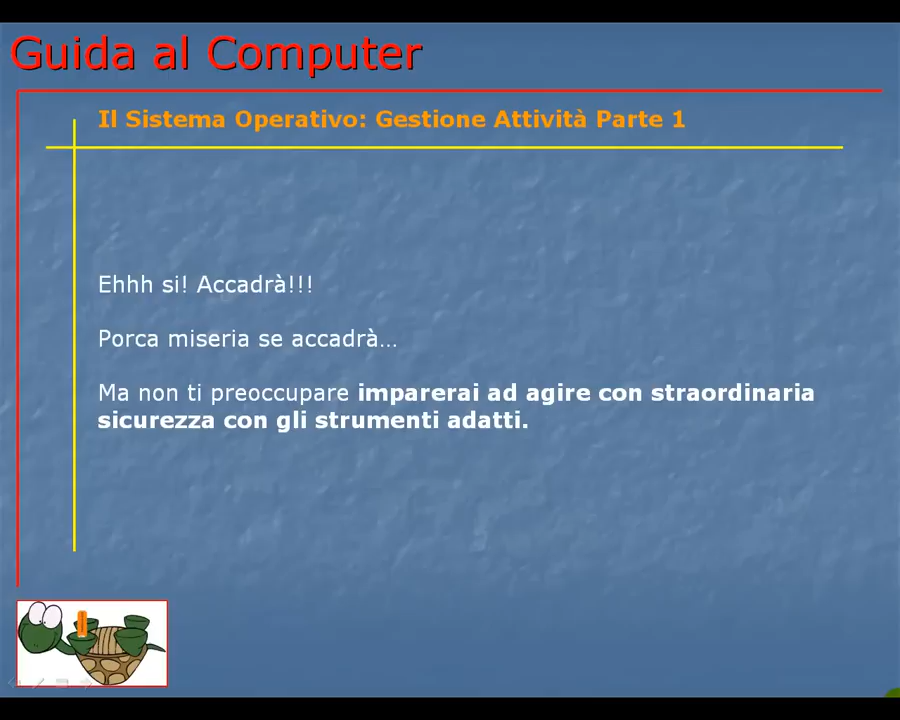 Guida al Computer
Il Sistema Operativo: Gestione Attività Parte 1
Ehhh si! Accadrà!!!
Porca miseria se accadrà...
Ma non ti preoccupare imparerai ad agire con straordinaria
sicurezza con gli strumenti adatti.